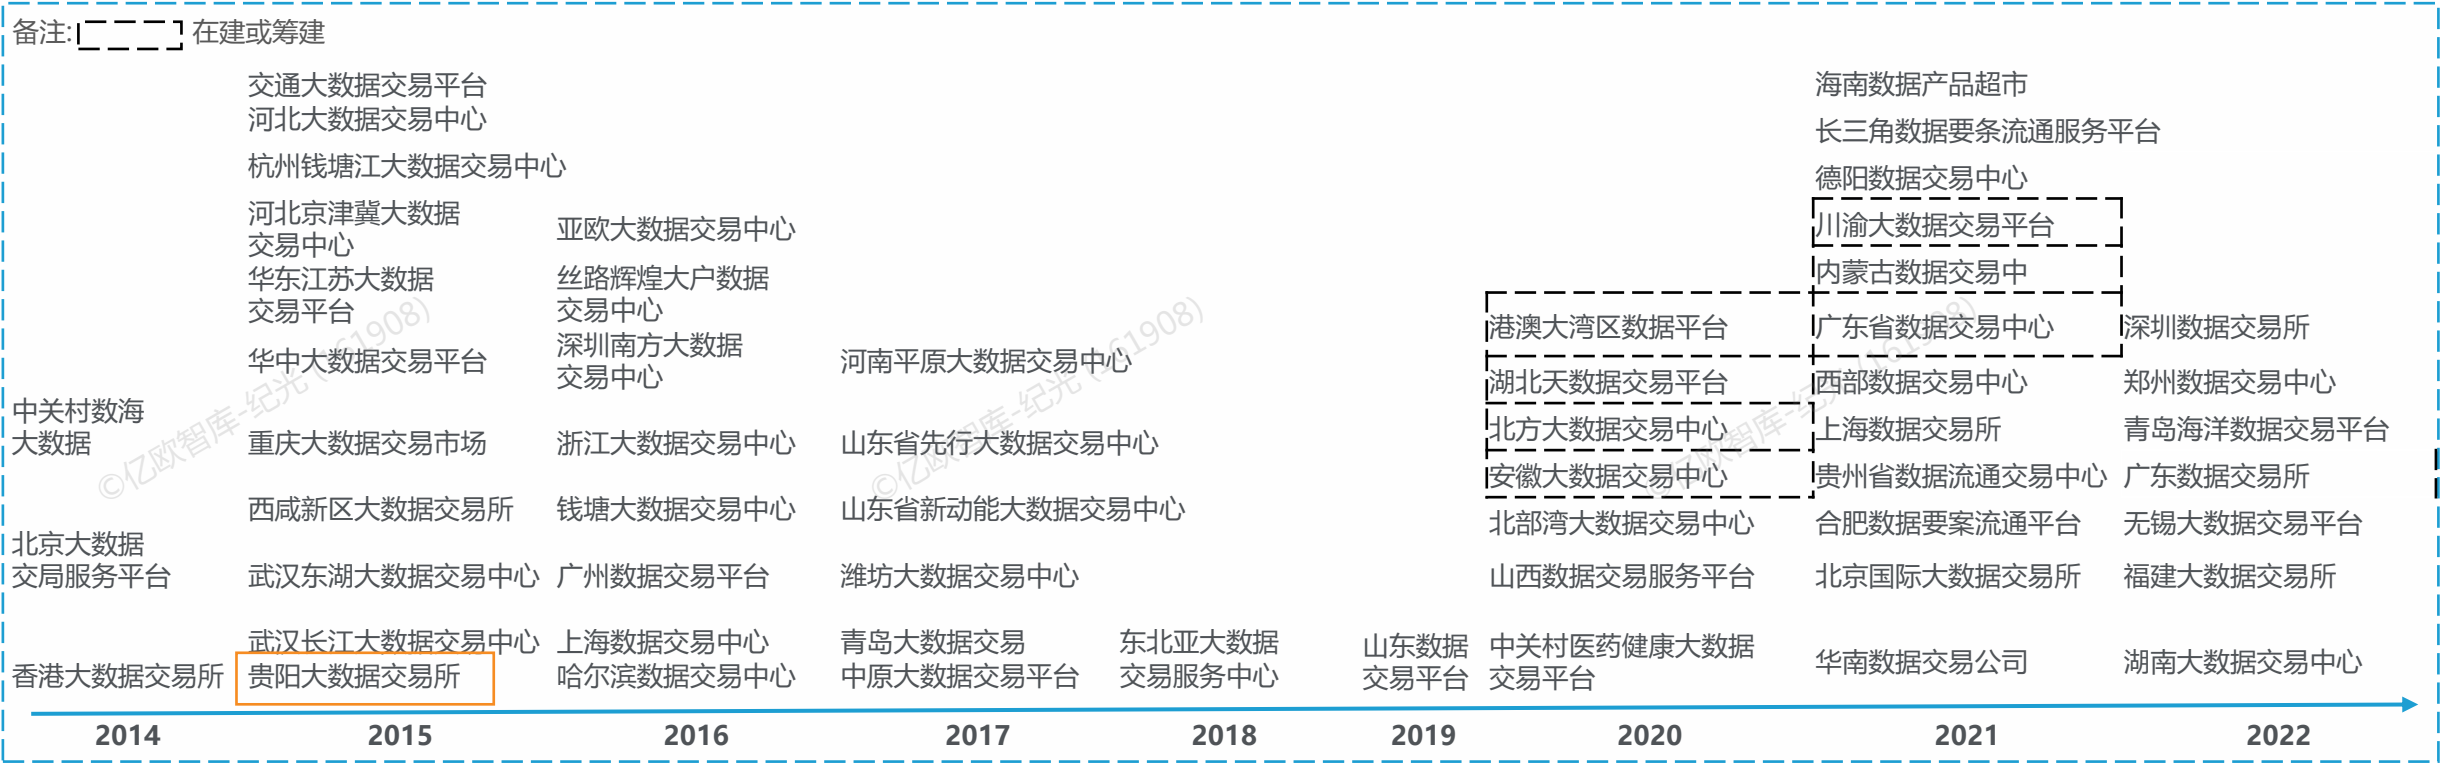 备注: 在建或筹建
中关村数海
大数据
北京大数据
交局服务平台
香港大数据交易所
交通大数据交易平台
河北大数据交易中心
杭州钱塘江大数据交易中心
河北京津冀大数据
交易中心
华东江苏大数据
交易平台
华中大数据交易平台
重庆大数据交易市场
西咸新区大数据交易所
武汉东湖大数据交易中心
武汉长江大数据交易中心
贵阳大数据交易所
亚欧大数据交易中心
丝路辉煌大户数据
交易中心
深圳南方大数据
交易中心
浙江大数据交易中心
钱塘大数据交易中心
广州数据交易平台
上海数据交易中心
哈尔滨数据交易中心
河南平原大数据交易中心
山东省先行大数据交易中心
山东省新动能大数据交易中心
潍坊大数据交易中心
青岛大数据交易
中原大数据交易平台
东北亚大数据
交易服务中心
山东数据
交易平台
港澳大湾区数据平台
湖北天数据交易平台
北方大数据交易中心
安徽大数据交易中心
北部湾大数据交易中心
山西数据交易服务平台
中关村医药健康大数据
交易平台
海南数据产品超市
长三角数据要条流通服务平台
德阳数据交易中心
川渝大数据交易平台
内蒙古数据交易中
广东省数据交易中心
西部数据交易中心
上海数据交易所
贵州省数据流通交易中心
合肥数据要案流通平台
北京国际大数据交易所
华南数据交易公司
深圳数据交易所
郑州数据交易中心
青岛海洋数据交易平台
广东数据交易所
无锡大数据交易平台
福建大数据交易所
湖南大数据交易中心
2014 2015 2016 2017 2018 2019 2020 2021 2022
©亿欧智库-纪光 (161908)
©亿欧智库-纪光 (161908)
©亿欧智库-纪光 (161908)